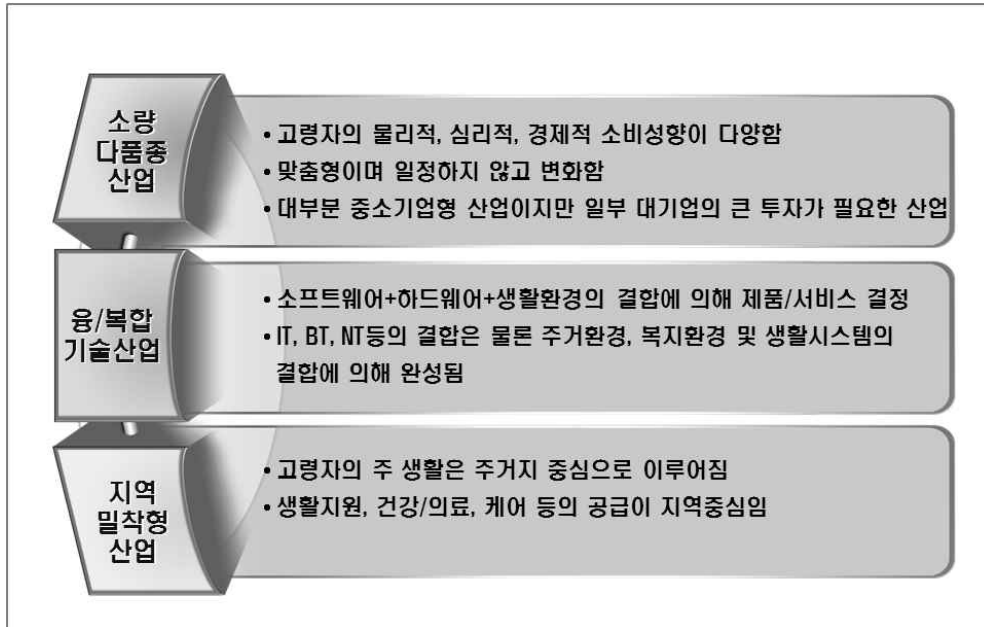 소량
다품종
산업
• 고령자의 물리적, 심리적, 경제적 소비성향이 다양함
• 맞춤형이며 일정하지 않고 변화함
• 대부분 중소기업형 산업이지만 일부 대기업의 큰 투자가 필요한 산업
융/복합
기술산업
• 소프트웨어+하드웨어+생활환경의 결합에 의해 제품/서비스 결정
• IT, BT, NT등의 결합은 물론 주거환경, 복지환경 및 생활시스템의
결합에 의해 완성됨
지역
밀착형
산업
• 고령자의 주 생활은 주거지 중심으로 이루어짐
• 생활지원, 건강/의료, 케어 등의 공급이 지역중심임